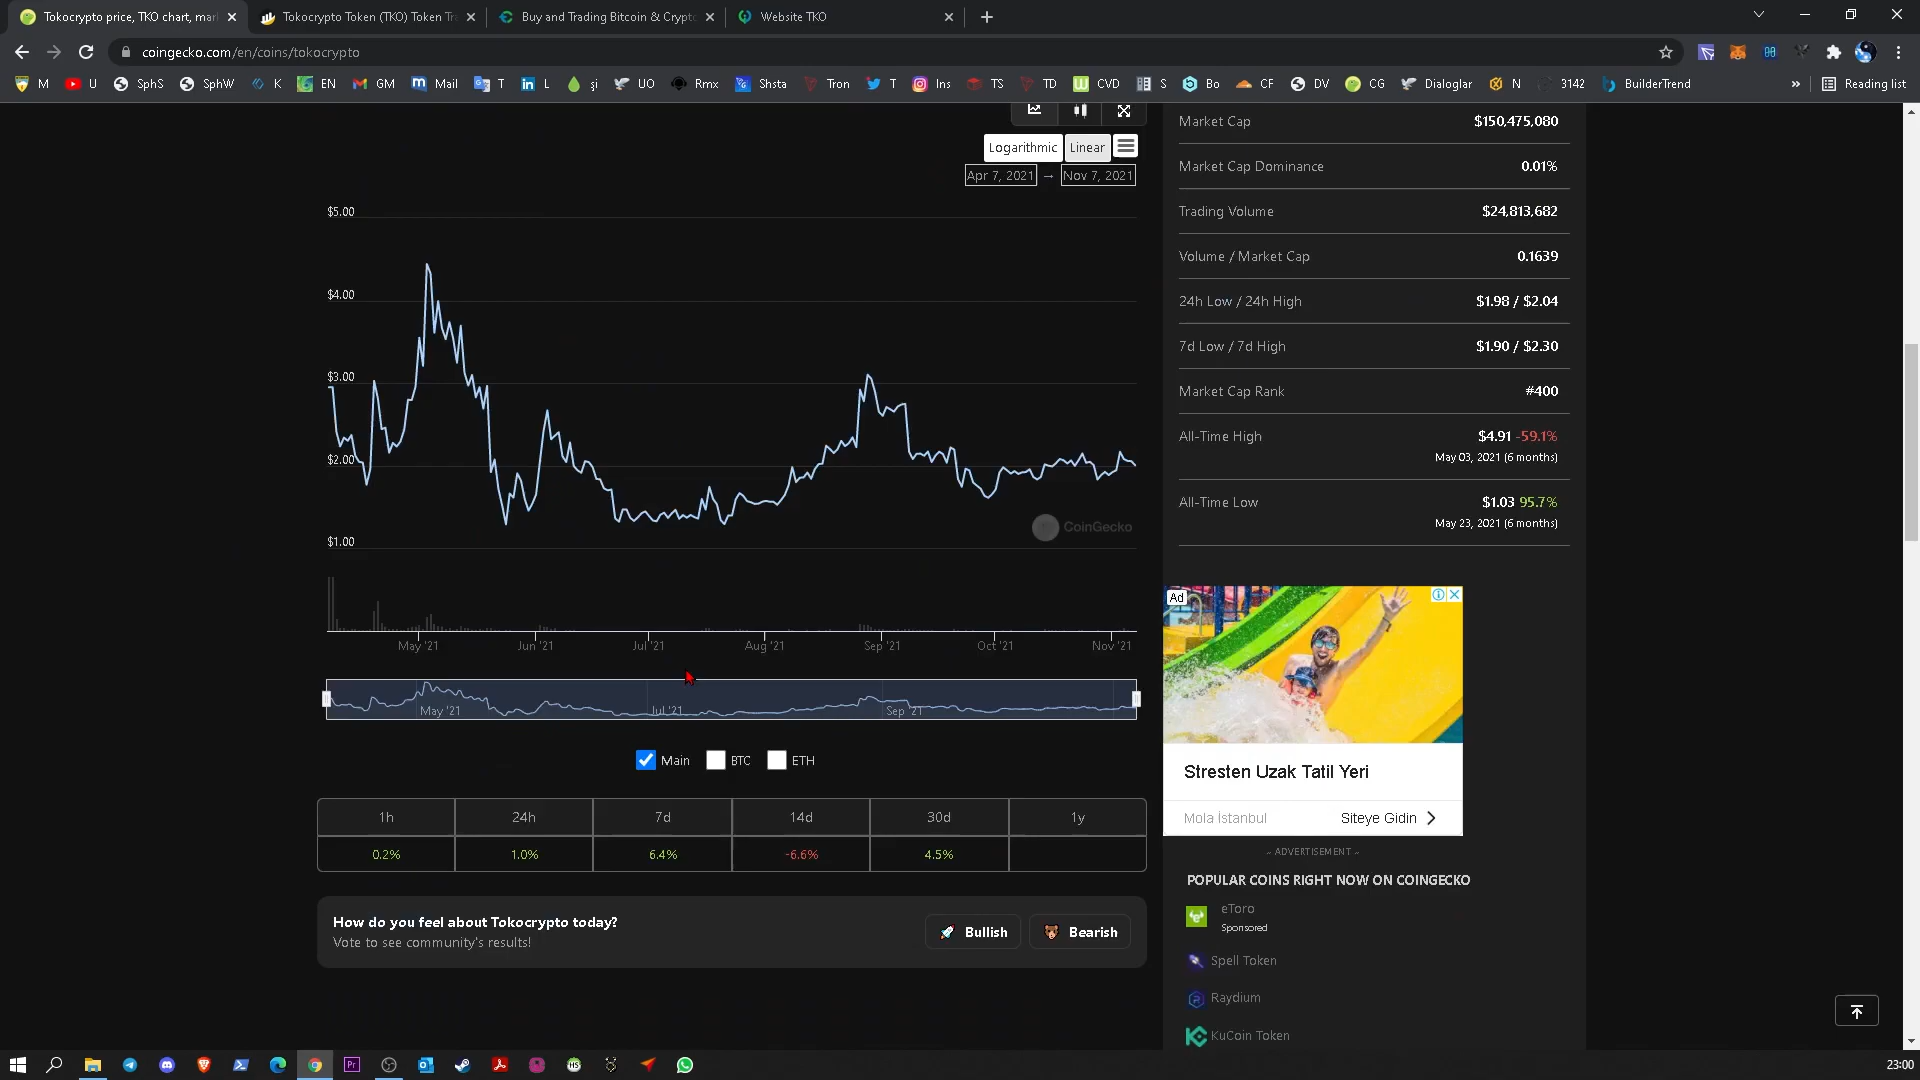 Tokocrypto price, TKO chart, mar
Tokocrypto Token (TKO) Token Tra
Buy and Trading Bitcoin & Crypto
Website TKO
coingecko.com/en/coins/tokocrypto
M
U
SphS
SphW
K
EN
GM
Mail
T
L
şi
UO
Rmx
Shsta
Tron
T
Ins
TS
TD
CVD
S
Bo
CF
DV
CG
Dialoglar
N
3142
BuilderTrend
»
Reading list
Logarithmic
Linear
Apr 7, 2021 → Nov 7, 2021
$5.00
$4.00
$3.00
$2.00
$1.00
CoinGecko
May '21
Jun '21
Jul '21
Aug '21
Sep '21
Oct '21
Nov '21
May '21
Jul '21
Sep '21
Main
BTC
ETH
1h 24h 7d 14d 30d 1y
0.2% 1.0% 6.4% -6.6% 4.5%
How do you feel about Tokocrypto today?
Vote to see community's results!
Bullish
Bearish
Market Cap $150,475,080
Market Cap Dominance 0.01%
Trading Volume $24,813,682
Volume / Market Cap 0.1639
24h Low / 24h High $1.98 / $2.04
7d Low / 7d High $1.90 / $2.30
Market Cap Rank #400
All-Time High $4.91 -59.1%
May 03, 2021 (6 months)
All-Time Low $1.03 95.7%
May 23, 2021 (6 months)
Ad
Stresten Uzak Tatil Yeri
Mola İstanbul
Siteye Gidin
~ ADVERTISEMENT ~
POPULAR COINS RIGHT NOW ON COINGECKO
eToro
Sponsored
Spell Token
Raydium
KuCoin Token
Pr
HS
23:00